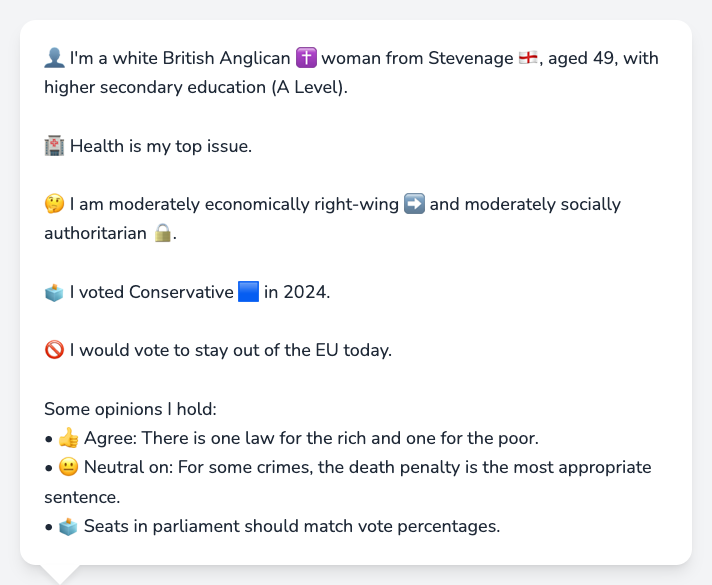 👤 I'm a white British Anglican ✝️ woman from Stevenage 🏴󠁧󠁢󠁥󠁮󠁧󠁿, aged 49, with
higher secondary education (A Level).
🏥 Health is my top issue.
🤔 I am moderately economically right-wing ➡️ and moderately socially
authoritarian 🔒.
🗳️ I voted Conservative 🟦 in 2024.
🚫 I would vote to stay out of the EU today.
Some opinions I hold:
• 👍 Agree: There is one law for the rich and one for the poor.
• 😐 Neutral on: For some crimes, the death penalty is the most appropriate
sentence.
• 🗳️ Seats in parliament should match vote percentages.